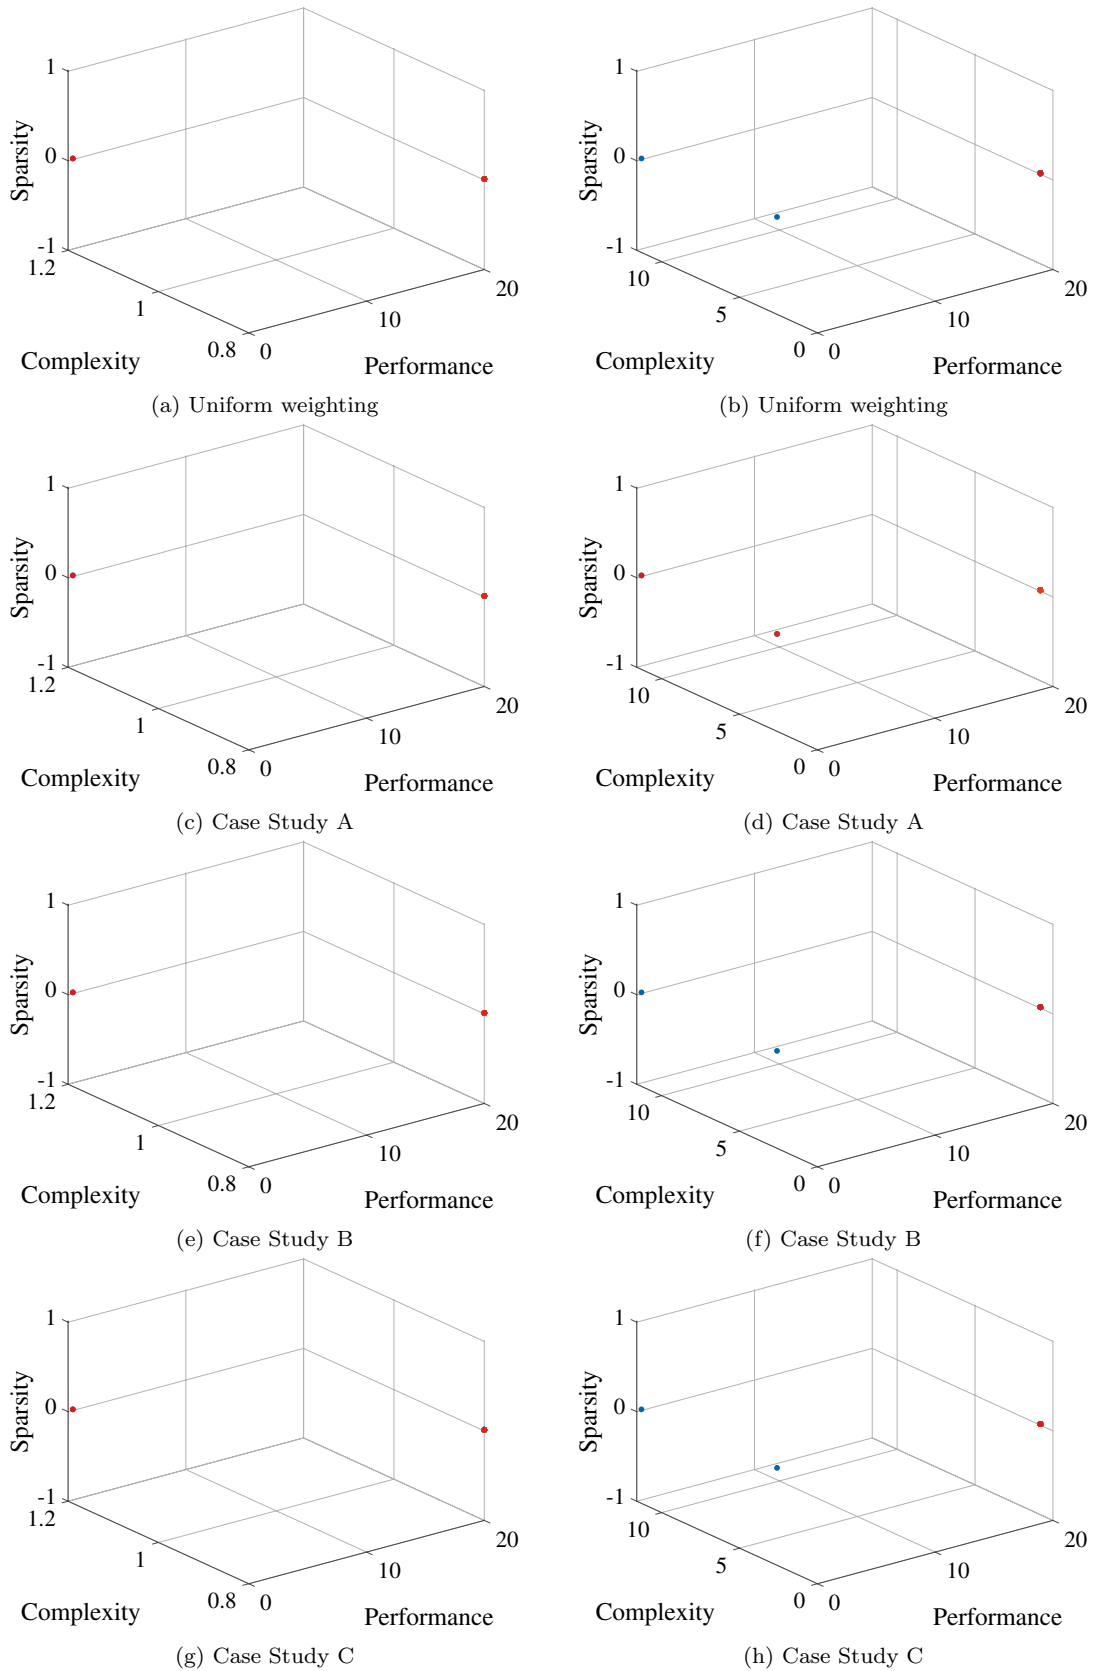 1
0
-1
Sparsity
1.2
1
0.8
Complexity
0
10
20
Performance
(a) Uniform weighting
1
0
-1
Sparsity
10
5
0
Complexity
0
10
20
Performance
(b) Uniform weighting
1
0
-1
Sparsity
1.2
1
0.8
Complexity
0
10
20
Performance
(c) Case Study A
1
0
-1
Sparsity
10
5
0
Complexity
0
10
20
Performance
(d) Case Study A
1
0
-1
Sparsity
1.2
1
0.8
Complexity
0
10
20
Performance
(e) Case Study B
1
0
-1
Sparsity
10
5
0
Complexity
0
10
20
Performance
(f) Case Study B
1
0
-1
Sparsity
1.2
1
0.8
Complexity
0
10
20
Performance
(g) Case Study C
1
0
-1
Sparsity
10
5
0
Complexity
0
10
20
Performance
(h) Case Study C